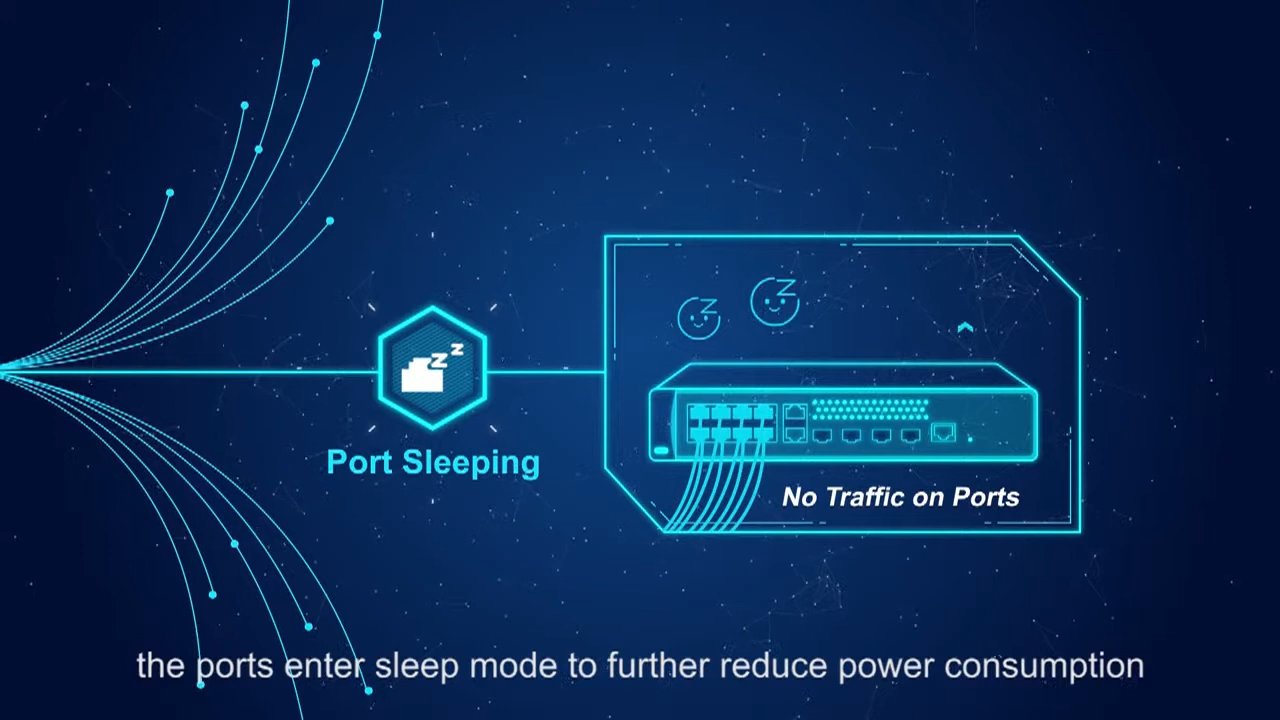 Port Sleeping
No Traffic on Ports
the ports enter sleep mode to further reduce power consumption